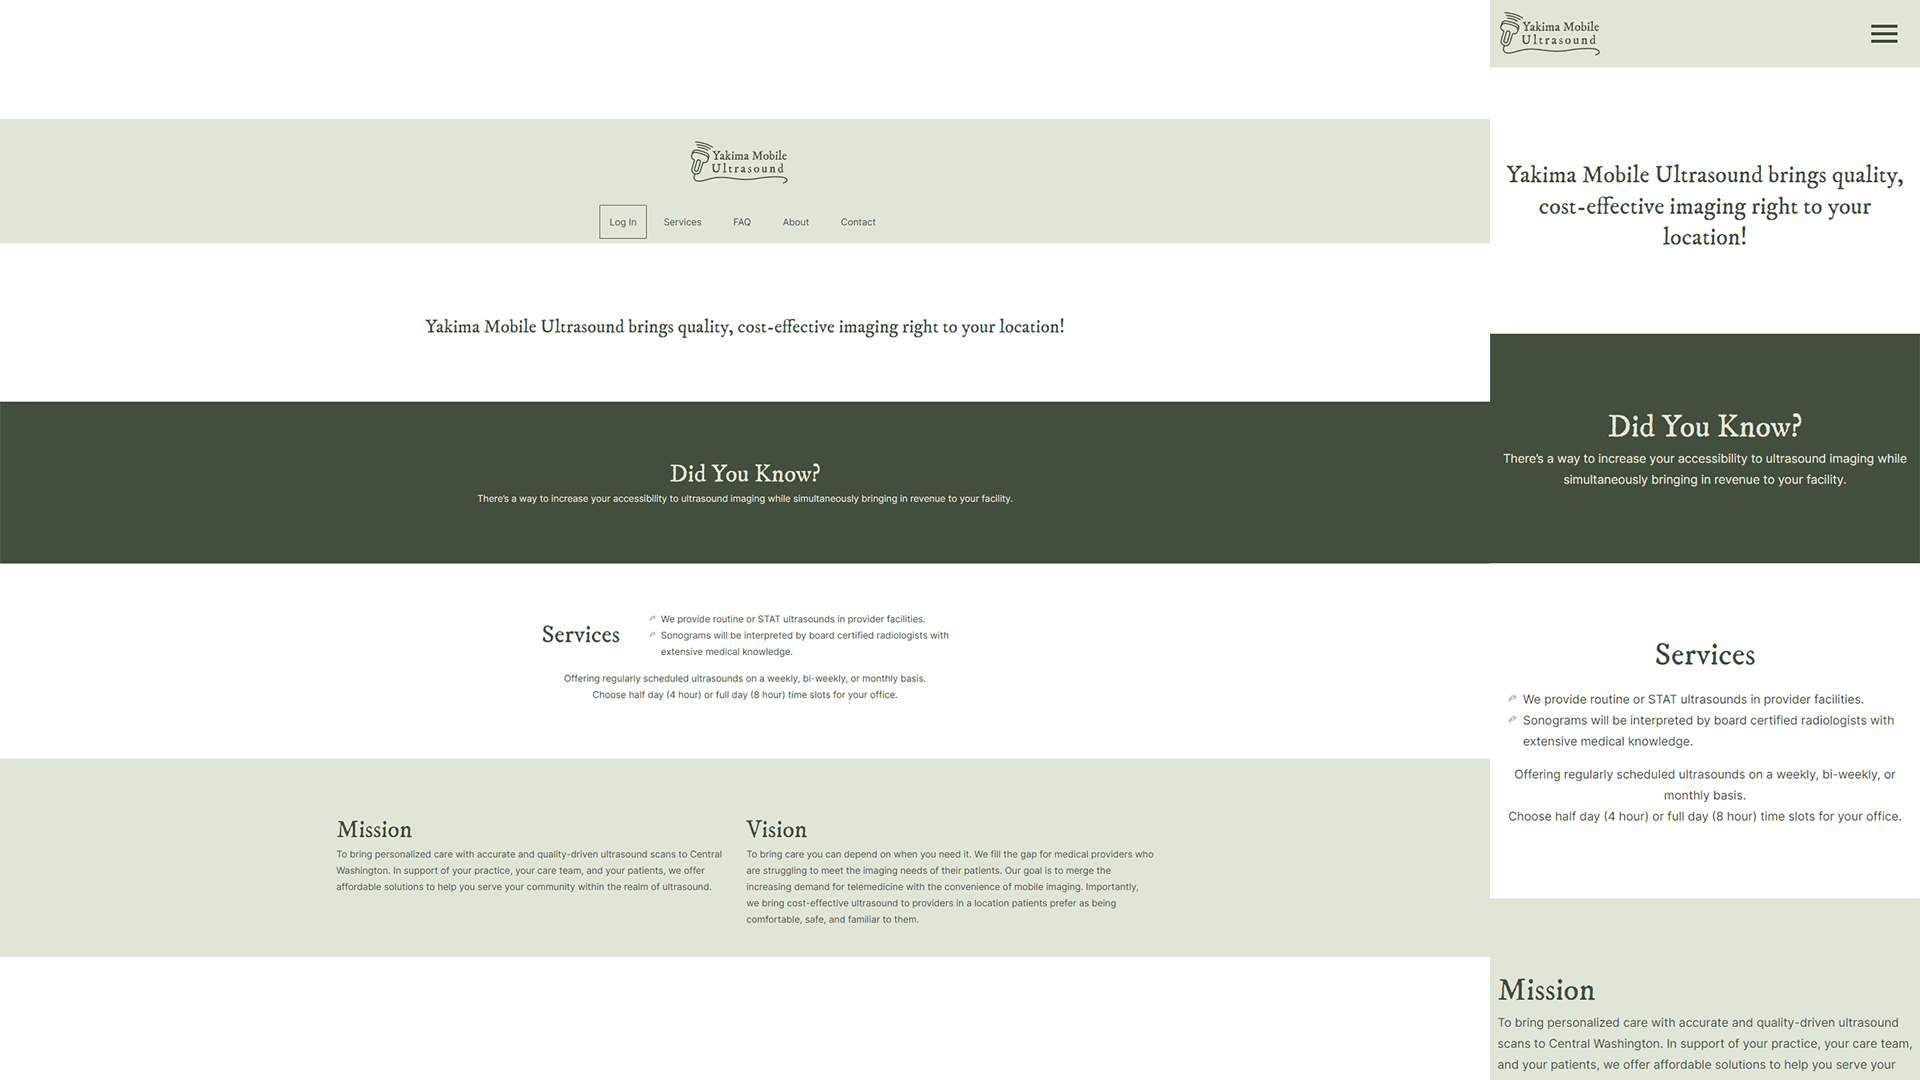 Yakima Mobile
Ultrasound
Log In Services FAQ About Contact
Yakima Mobile Ultrasound brings quality, cost-effective imaging right to your location!
Did You Know?
There's a way to increase your accessibility to ultrasound imaging while simultaneously bringing in revenue to your facility.
Services
We provide routine or STAT ultrasounds in provider facilities.
Sonograms will be interpreted by board certified radiologists with
extensive medical knowledge.
Offering regularly scheduled ultrasounds on a weekly, bi-weekly, or monthly basis.
Choose half day (4 hour) or full day (8 hour) time slots for your office.
Mission
To bring personalized care with accurate and quality-driven ultrasound scans to Central
Washington. In support of your practice, your care team, and your patients, we offer
affordable solutions to help you serve your community within the realm of ultrasound.
Vision
To bring care you can depend on when you need it. We fill the gap for medical providers who
are struggling to meet the imaging needs of their patients. Our goal is to merge the
increasing demand for telemedicine with the convenience of mobile imaging. Importantly,
we bring cost-effective ultrasound to providers in a location patients prefer as being
comfortable, safe, and familiar to them.
Yakima Mobile
Ultrasound
Yakima Mobile Ultrasound brings quality,
cost-effective imaging right to your
location!
Did You Know?
There's a way to increase your accessibility to ultrasound imaging while
simultaneously bringing in revenue to your facility.
Services
We provide routine or STAT ultrasounds in provider facilities.
Sonograms will be interpreted by board certified radiologists with
extensive medical knowledge.
Offering regularly scheduled ultrasounds on a weekly, bi-weekly, or
monthly basis.
Choose half day (4 hour) or full day (8 hour) time slots for your office.
Mission
To bring personalized care with accurate and quality-driven ultrasound
scans to Central Washington. In support of your practice, your care team,
and your patients, we offer affordable solutions to help you serve your